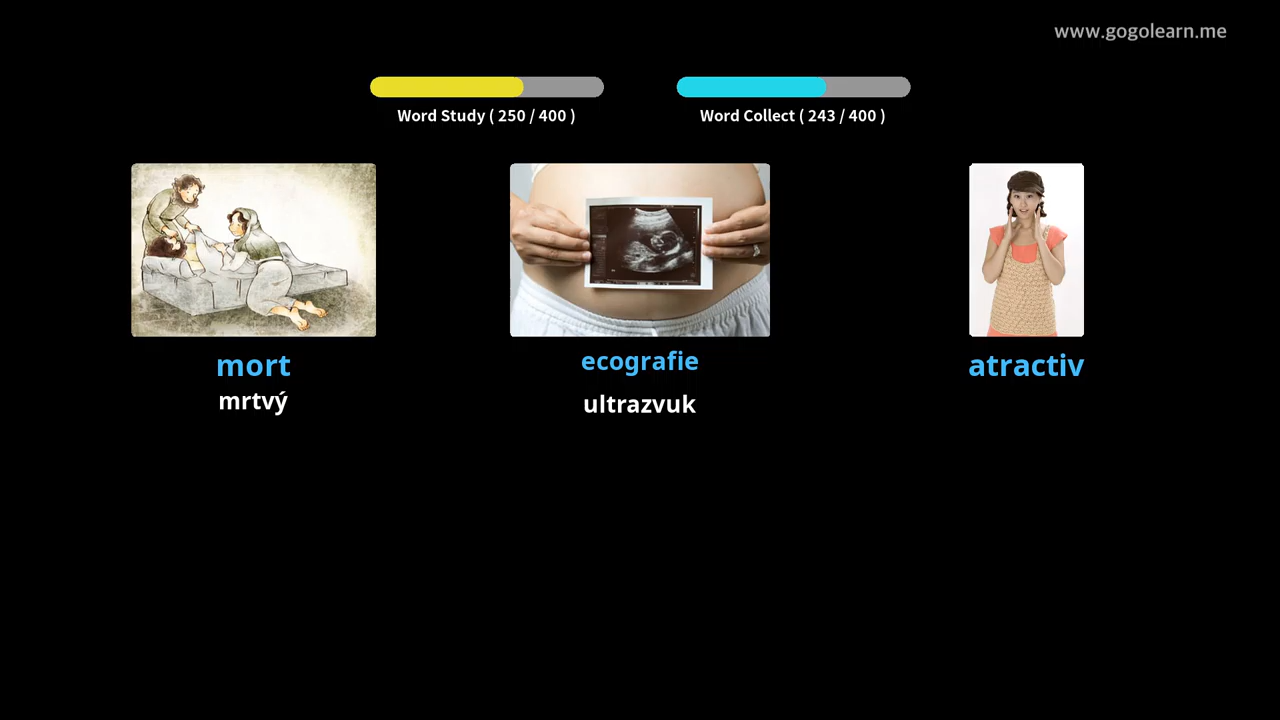 www.gogolearn.me
Word Study ( 250 / 400 )
Word Collect ( 243 / 400 )
mort
mrtvý
ecografie
ultrazvuk
atractiv